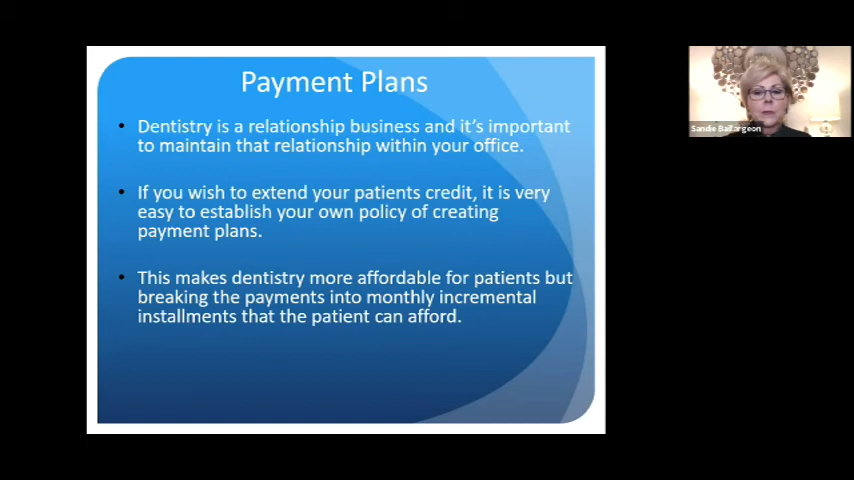 Payment Plans
• Dentistry is a relationship business and it's important
to maintain that relationship within your office.
• If you wish to extend your patients credit, it is very
easy to establish your own policy of creating
payment plans.
• This makes dentistry more affordable for patients but
breaking the payments into monthly incremental
installments that the patient can afford.
Sande Baillargeon